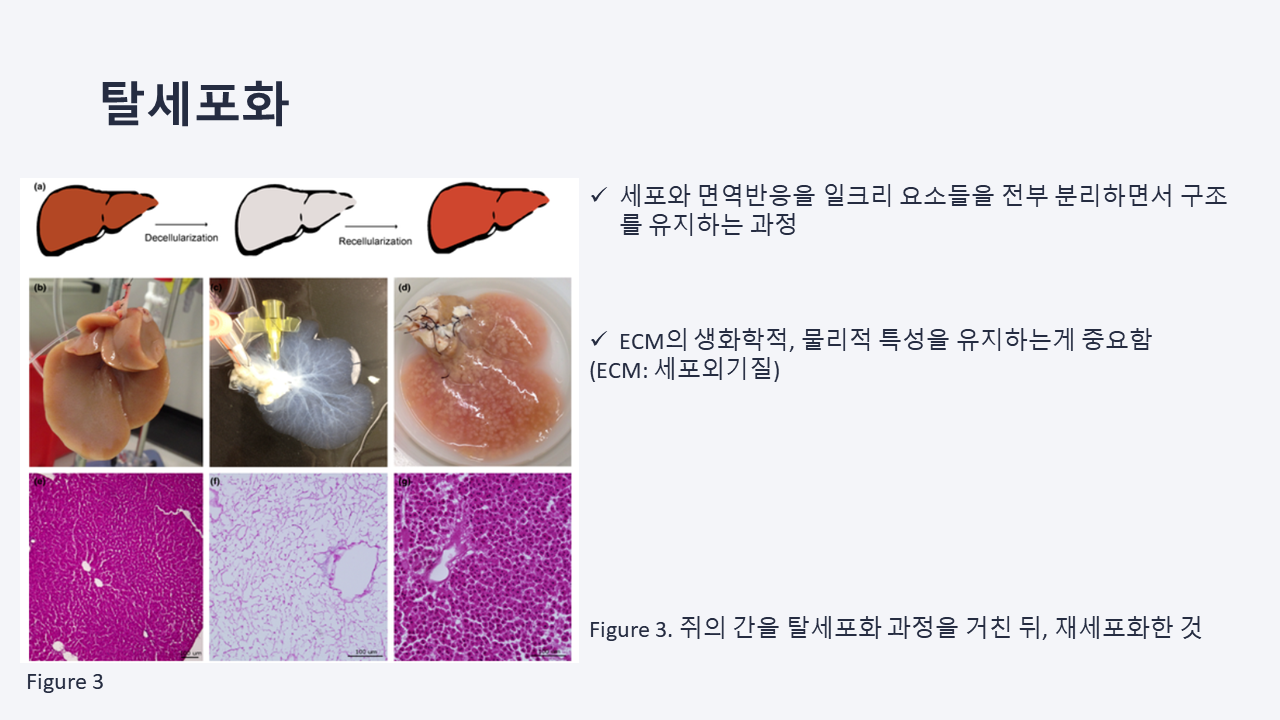 탈세포화
(a)
Decellularization
Recellularization
(b)
(c)
(d)
(e)
(f)
(g)
100 um
✓ 세포와 면역반응을 일크리 요소들을 전부 분리하면서 구조
를 유지하는 과정
✓ ECM의 생화학적, 물리적 특성을 유지하는게 중요함
(ECM: 세포외기질)
Figure 3. 쥐의 간을 탈세포화 과정을 거친 뒤, 재세포화한 것
Figure 3